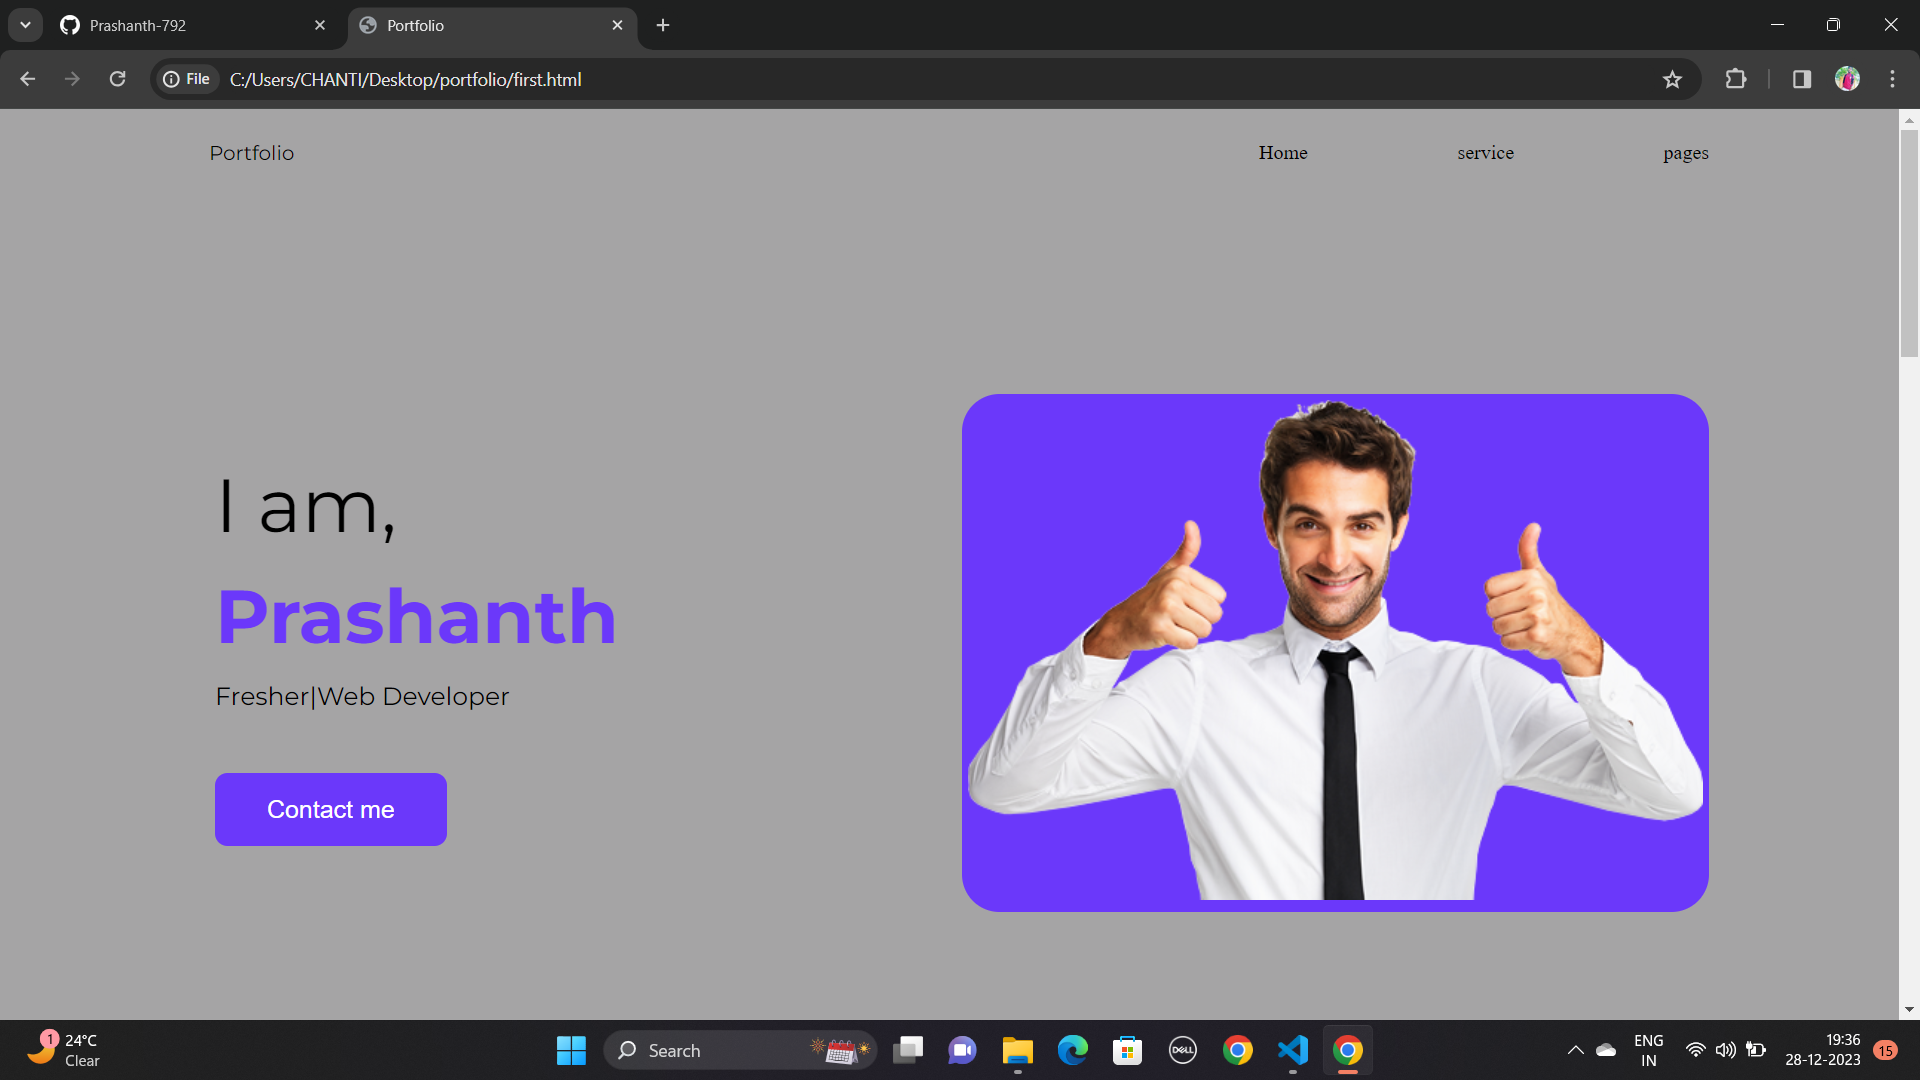 Prashanth-792
Portfolio
File
C:/Users/CHANTI/Desktop/portfolio/first.html
Portfolio
Home
service
pages
I am,
Prashanth
Fresher|Web Developer
Contact me
1
24°C
Clear
Search
DELL
ENG
IN
19:36
28-12-2023
15